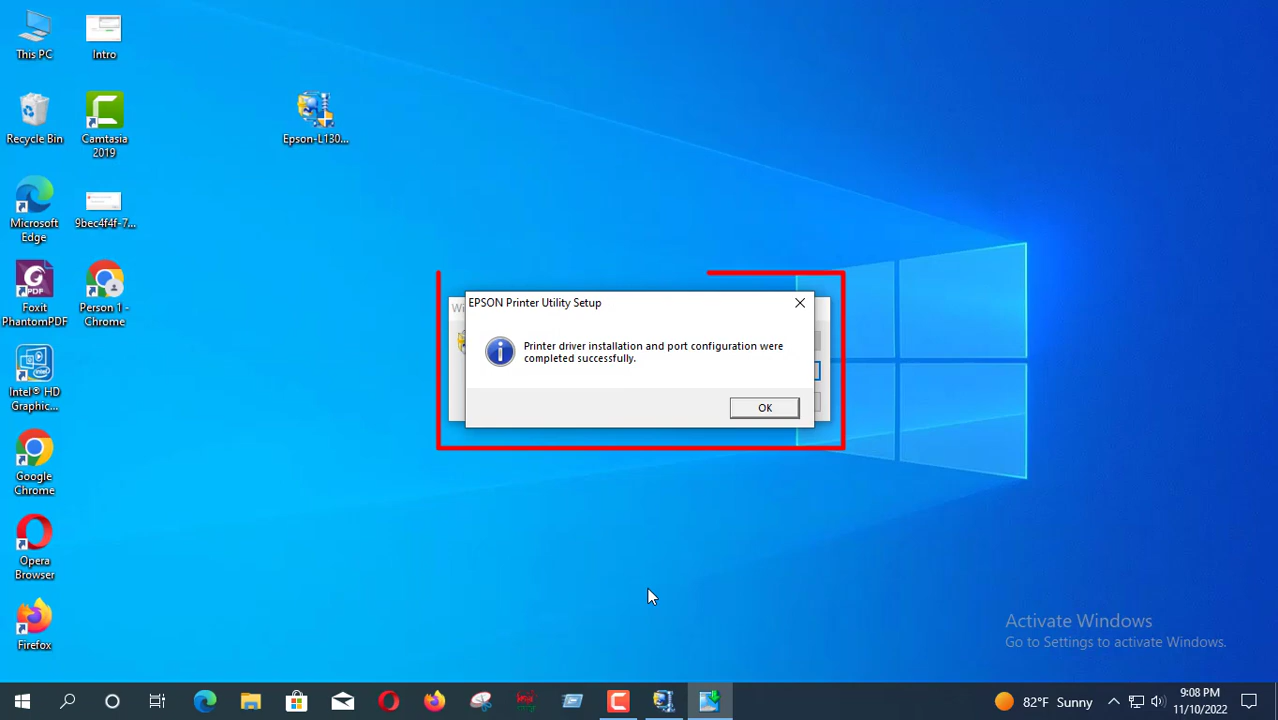 This PC
Intro
Recycle Bin
Camtasia
2019
Epson-L130...
Microsoft
Edge
9bec4f4f-7...
Foxit
PhantomPDF
Person 1 -
Chrome
Intel® HD
Graphic...
Google
Chrome
Opera
Browser
Firefox
Wi
EPSON Printer Utility Setup
Printer driver installation and port configuration were
completed successfully.
OK
Activate Windows
Go to Settings to activate Windows.
82°F Sunny
9:08 PM
11/10/2022